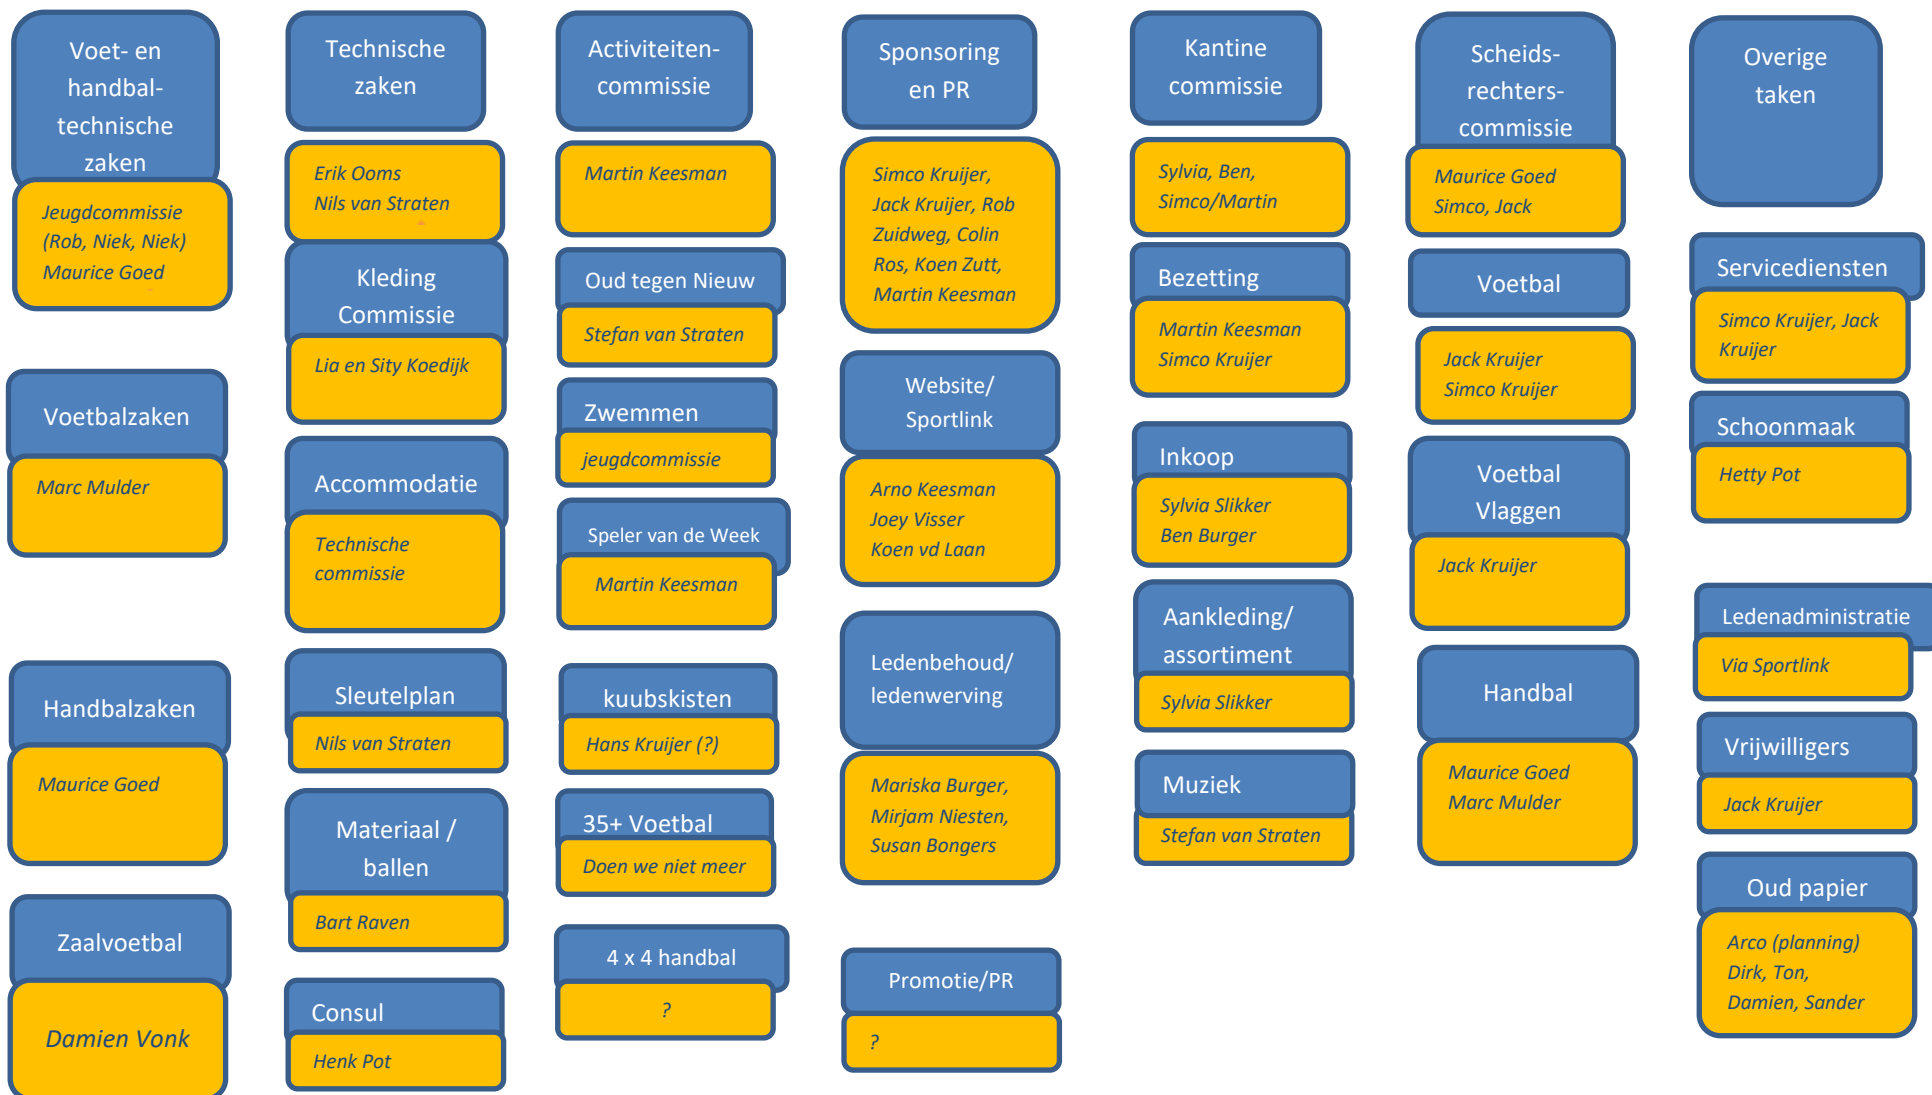 Voet- en
handbal-
technische
zaken
Jeugdcommissie
(Rob, Niek, Niek)
Maurice Goed
Voetbalzaken
Marc Mulder
Handbalzaken
Maurice Goed
Zaalvoetbal
Damien Vonk
Technische
zaken
Erik Ooms
Nils van Straten
Kleding
Commissie
Lia en Sity Koedijk
Accommodatie
Technische
commissie
Sleutelplan
Nils van Straten
Materiaal /
ballen
Bart Raven
Consul
Henk Pot
Activiteiten-
commissie
Martin Keesman
Oud tegen Nieuw
Stefan van Straten
Zwemmen
jeugdcommissie
Speler van de Week
Martin Keesman
kuubskisten
Hans Kruijer (?)
35+ Voetbal
Doen we niet meer
4 x 4 handbal
?
Sponsoring
en PR
Simco Kruijer,
Jack Kruijer, Rob
Zuidweg, Colin
Ros, Koen Zutt,
Martin Keesman
Website/
Sportlink
Arno Keesman
Joey Visser
Koen vd Laan
Ledenbehoud/
ledenwerving
Mariska Burger,
Mirjam Niesten,
Susan Bongers
Promotie/PR
?
Kantine
commissie
Sylvia, Ben,
Simco/Martin
Bezetting
Martin Keesman
Simco Kruijer
Inkoop
Sylvia Slikker
Ben Burger
Aankleding/
assortiment
Sylvia Slikker
Muziek
Stefan van Straten
Scheids-
rechters-
commissie
Maurice Goed
Simco, Jack
Voetbal
Jack Kruijer
Simco Kruijer
Voetbal
Vlaggen
Jack Kruijer
Handbal
Maurice Goed
Marc Mulder
Overige
taken
Servicediensten
Simco Kruijer, Jack
Kruijer
Schoonmaak
Hetty Pot
Ledenadministratie
Via Sportlink
Vrijwilligers
Jack Kruijer
Oud papier
Arco (planning)
Dirk, Ton,
Damien, Sander